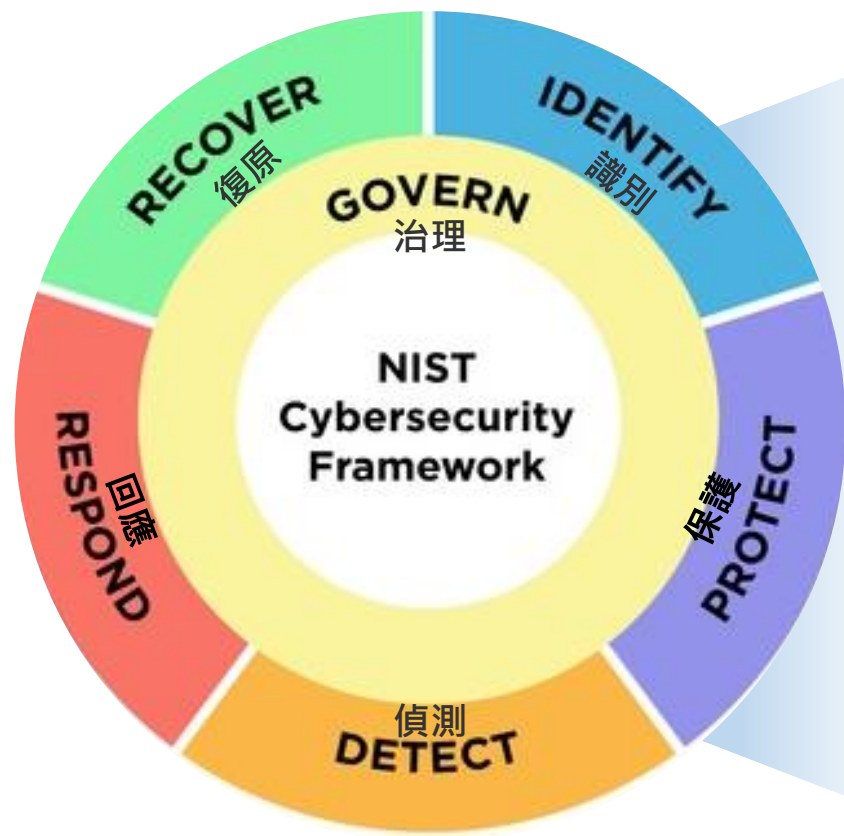 NIST
Cybersecurity
Framework
GOVERN
治理
IDENTIFY
識別
PROTECT
保護
DETECT
偵測
RESPOND
回應
RECOVER
復原